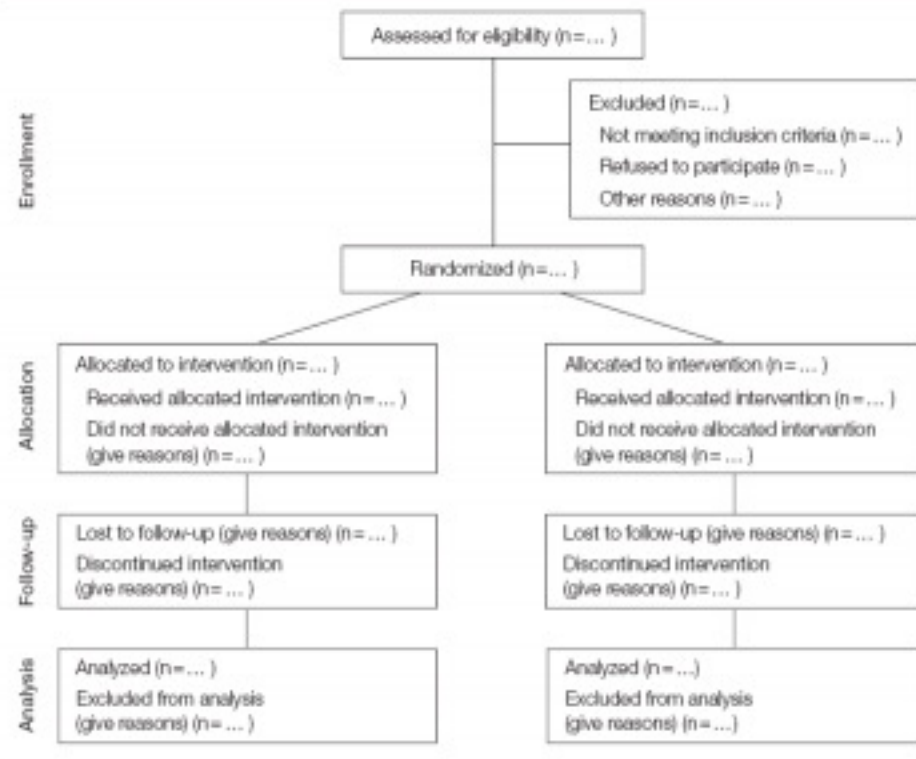 Assessed for eligibility (n=... )
Enrollment
Excluded (n=... )
Not meeting inclusion criteria (n=... )
Refused to participate (n=... )
Other reasons (n=... )
Randomized (n=... )
Allocation
Allocated to intervention (n=... )
Received allocated intervention (n=... )
Did not receive allocated intervention
(give reasons) (n=... )
Allocated to intervention (n=... )
Received allocated intervention (n=... )
Did not receive allocated intervention
(give reasons) (n=... )
Follow-up
Lost to follow-up (give reasons) (n=... )
Discontinued intervention
(give reasons) (n=... )
Lost to follow-up (give reasons) (n=... )
Discontinued intervention
(give reasons) (n=... )
Analysis
Analyzed (n=... )
Excluded from analysis
(give reasons) (n=... )
Analyzed (n=...)
Excluded from analysis
(give reasons) (n=...)